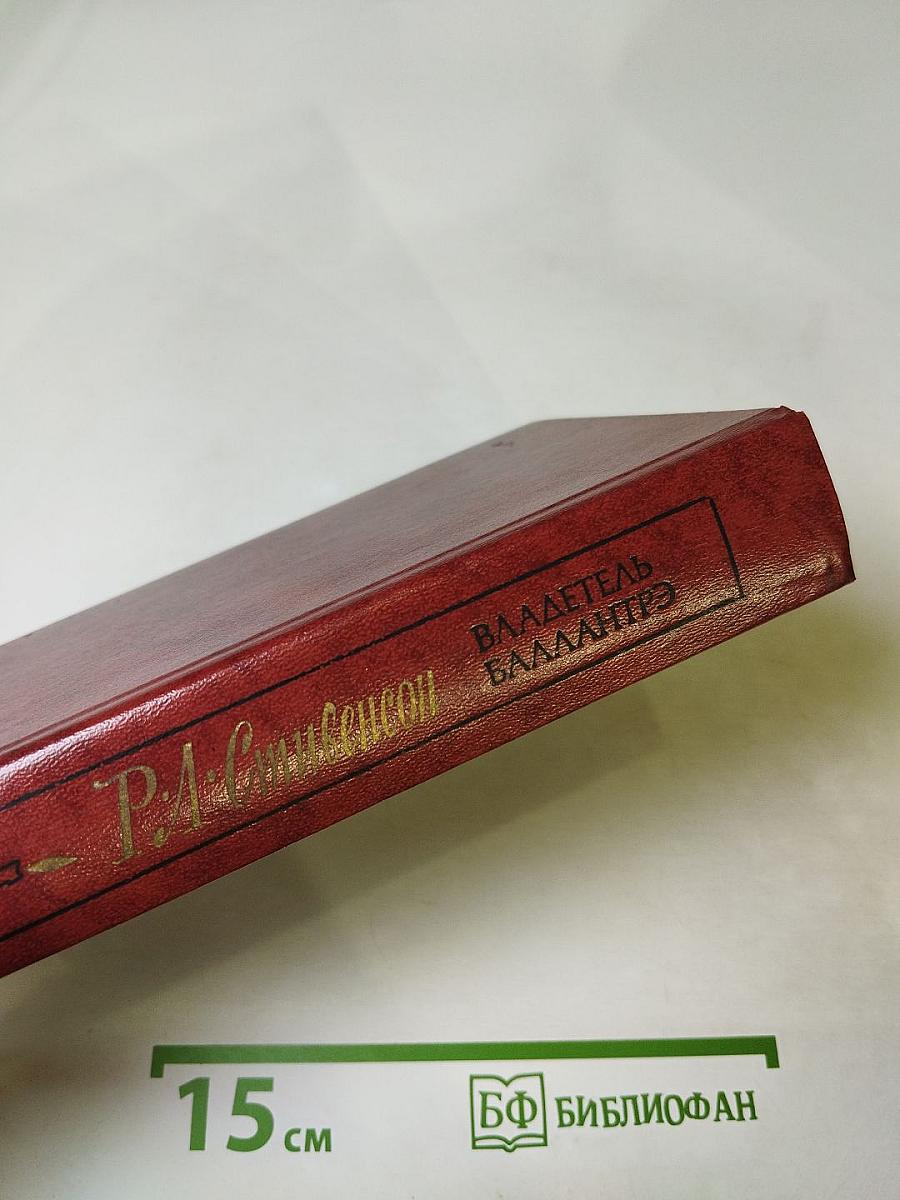 Р·Л·Стивенсон
ВЛАДЕТЕЛЬ
БАЛЛАНТРЭ
15 см
БФ БИБЛИОФАН